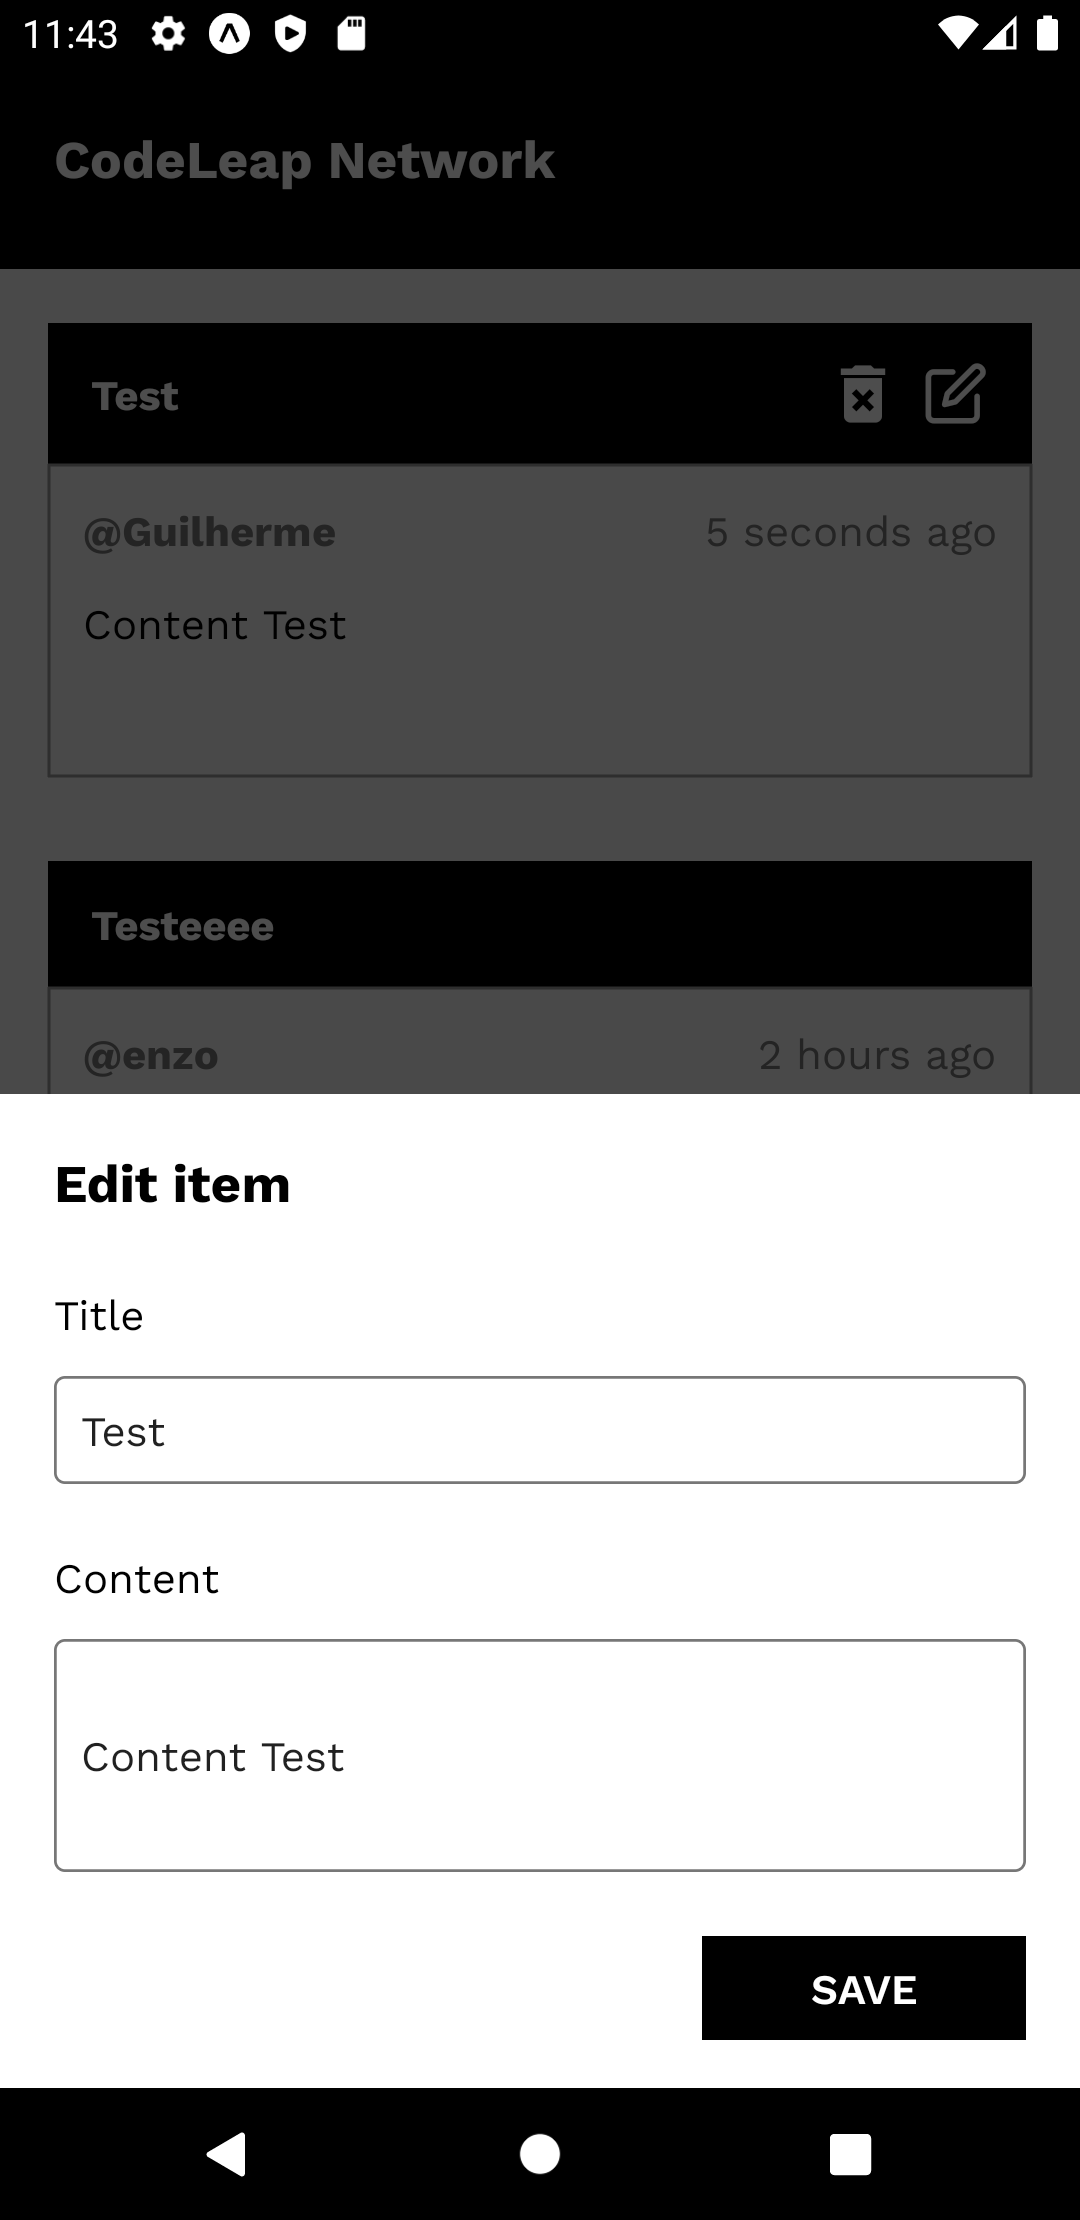 11:43
CodeLeap Network
Test
@Guilherme 5 seconds ago
Content Test
Testeeee
@enzo 2 hours ago
Edit item
Title
Test
Content
Content Test
SAVE